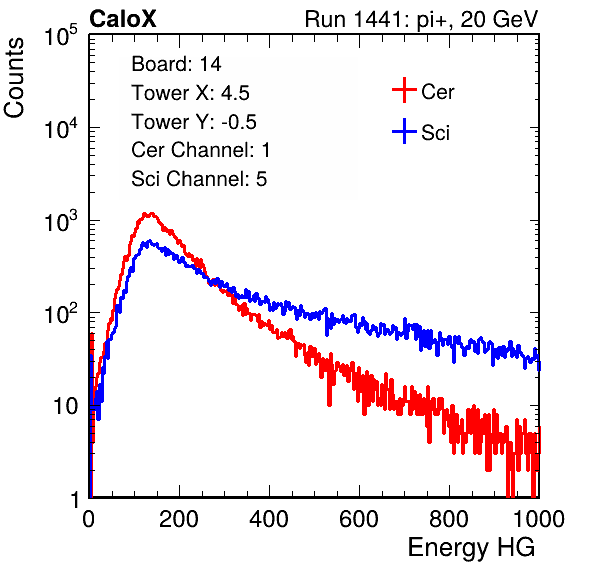 CaloX Run 1441: pi+, 20 GeV
Counts
Board: 14
Tower X: 4.5
Tower Y: -0.5
Cer Channel: 1
Sci Channel: 5
Cer
Sci
10^5
10^4
10^3
10^2
10
1
0 200 400 600 800 1000
Energy HG